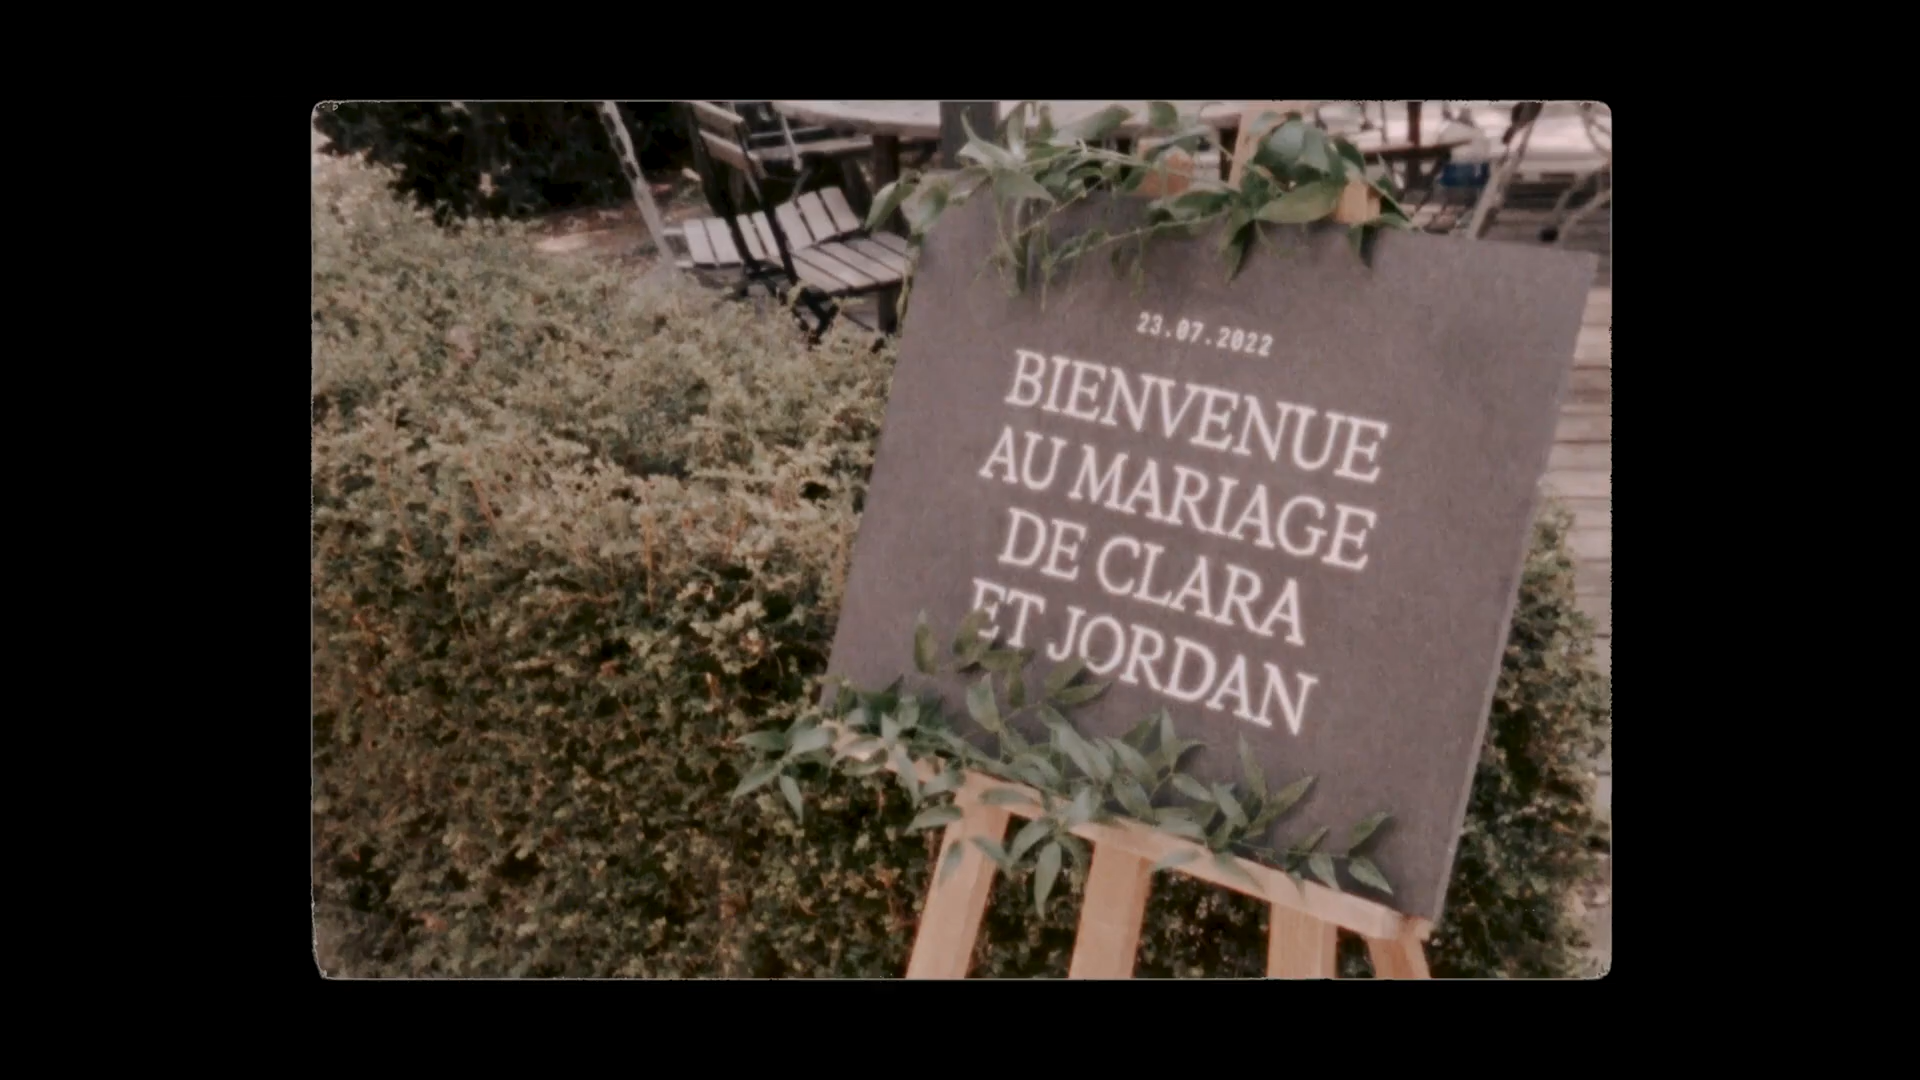 23.07.2022
BIENVENUE
AU MARIAGE
DE CLARA
ET JORDAN